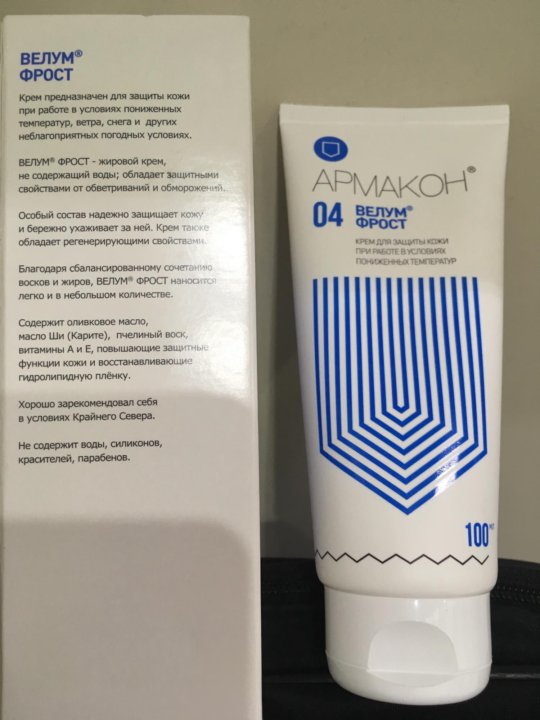 ВЕЛУМ®
ФРОСТ
Крем предназначен для защиты кожи
при работе в условиях пониженных
температур, ветра, снега и других
неблагоприятных погодных условиях.
ВЕЛУМ® ФРОСТ - жировой крем,
не содержащий воды; обладает защитными
свойствами от обветриваний и обморожений.
Особый состав надежно защищает кожу
и бережно ухаживает за ней. Крем также
обладает регенерирующими свойствами.
Благодаря сбалансированному сочетанию
восков и жиров, ВЕЛУМ® ФРОСТ наносится
легко и в небольшом количестве.
Содержит оливковое масло,
масло Ши (Карите), пчелиный воск,
витамины А и Е, повышающие защитные
функции кожи и восстанавливающие
гидролипидную плёнку.
Хорошо зарекомендовал себя
в условиях Крайнего Севера.
Не содержит воды, силиконов,
красителей, парабенов.
АРМАКОН®
04 ВЕЛУМ®
ФРОСТ
КРЕМ ДЛЯ ЗАЩИТЫ КОЖИ
ПРИ РАБОТЕ В УСЛОВИЯХ
ПОНИЖЕННЫХ ТЕМПЕРАТУР
100 мл